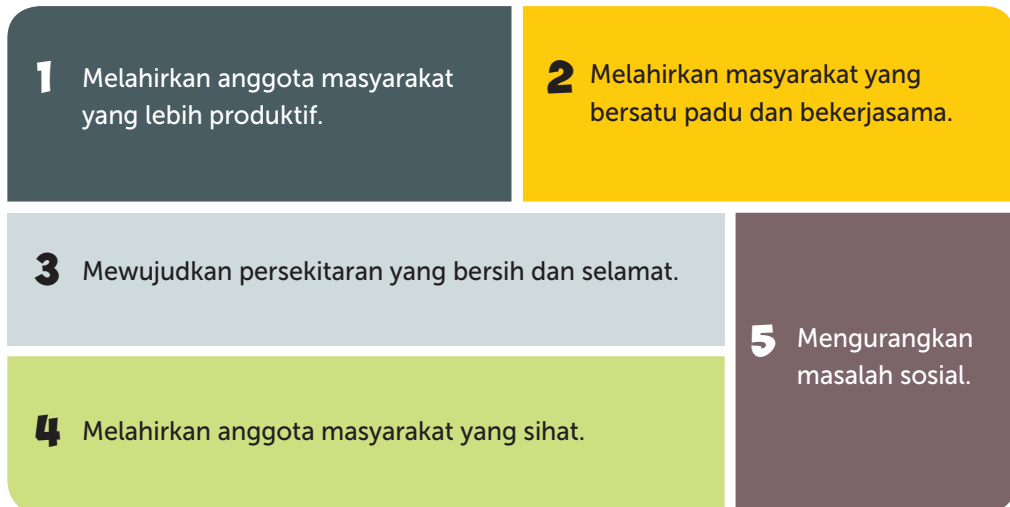 1 Melahirkan anggota masyarakat
yang lebih produktif.
2 Melahirkan masyarakat yang
bersatu padu dan bekerjasama.
3 Mewujudkan persekitaran yang bersih dan selamat.
4 Melahirkan anggota masyarakat yang sihat.
5 Mengurangkan
masalah sosial.